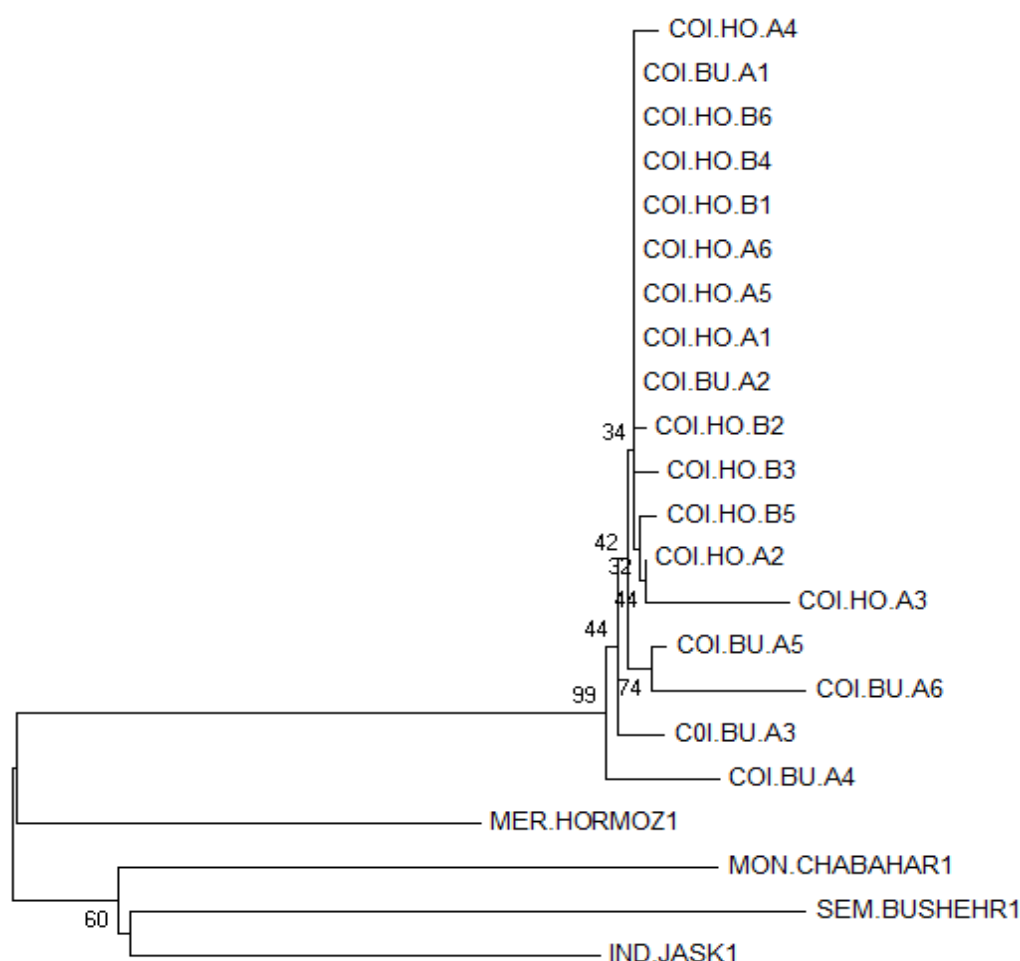 COI.HO.A4
COI.BU.A1
COI.HO.B6
COI.HO.B4
COI.HO.B1
COI.HO.A6
COI.HO.A5
COI.HO.A1
COI.BU.A2
34
COI.HO.B2
COI.HO.B3
COI.HO.B5
42
32
COI.HO.A2
44
COI.HO.A3
44
COI.BU.A5
74
COI.BU.A6
99
C0I.BU.A3
COI.BU.A4
MER.HORMOZ1
MON.CHABAHAR1
60
SEM.BUSHEHR1
IND.JASK1